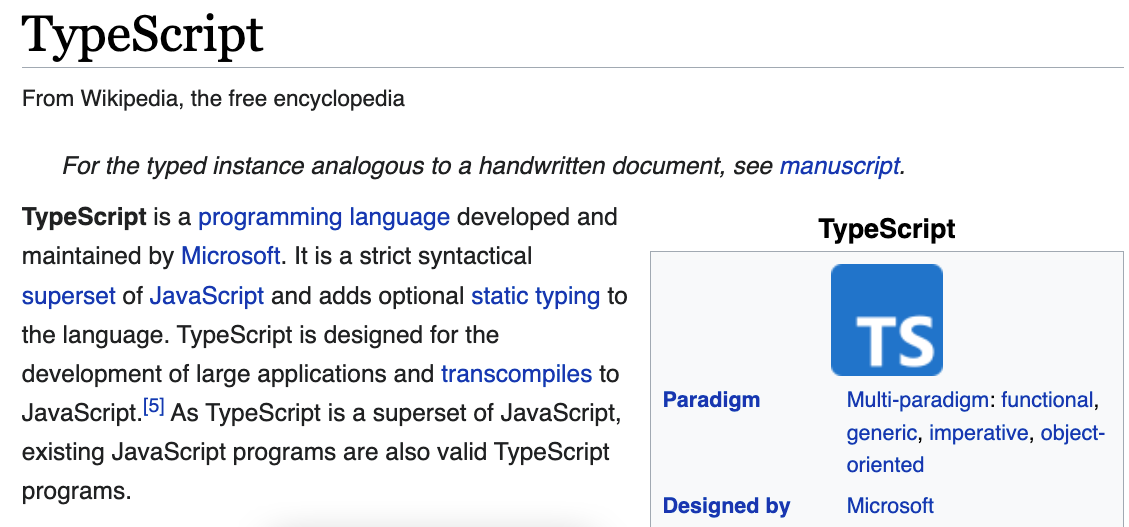 TypeScript
From Wikipedia, the free encyclopedia
For the typed instance analogous to a handwritten document, see manuscript.
TypeScript is a programming language developed and
maintained by Microsoft. It is a strict syntactical
superset of JavaScript and adds optional static typing to
the language. TypeScript is designed for the
development of large applications and transcompiles to
JavaScript.[5] As TypeScript is a superset of JavaScript,
existing JavaScript programs are also valid TypeScript
programs.
TypeScript
TS
Paradigm Multi-paradigm: functional,
generic, imperative, object-
oriented
Designed by Microsoft